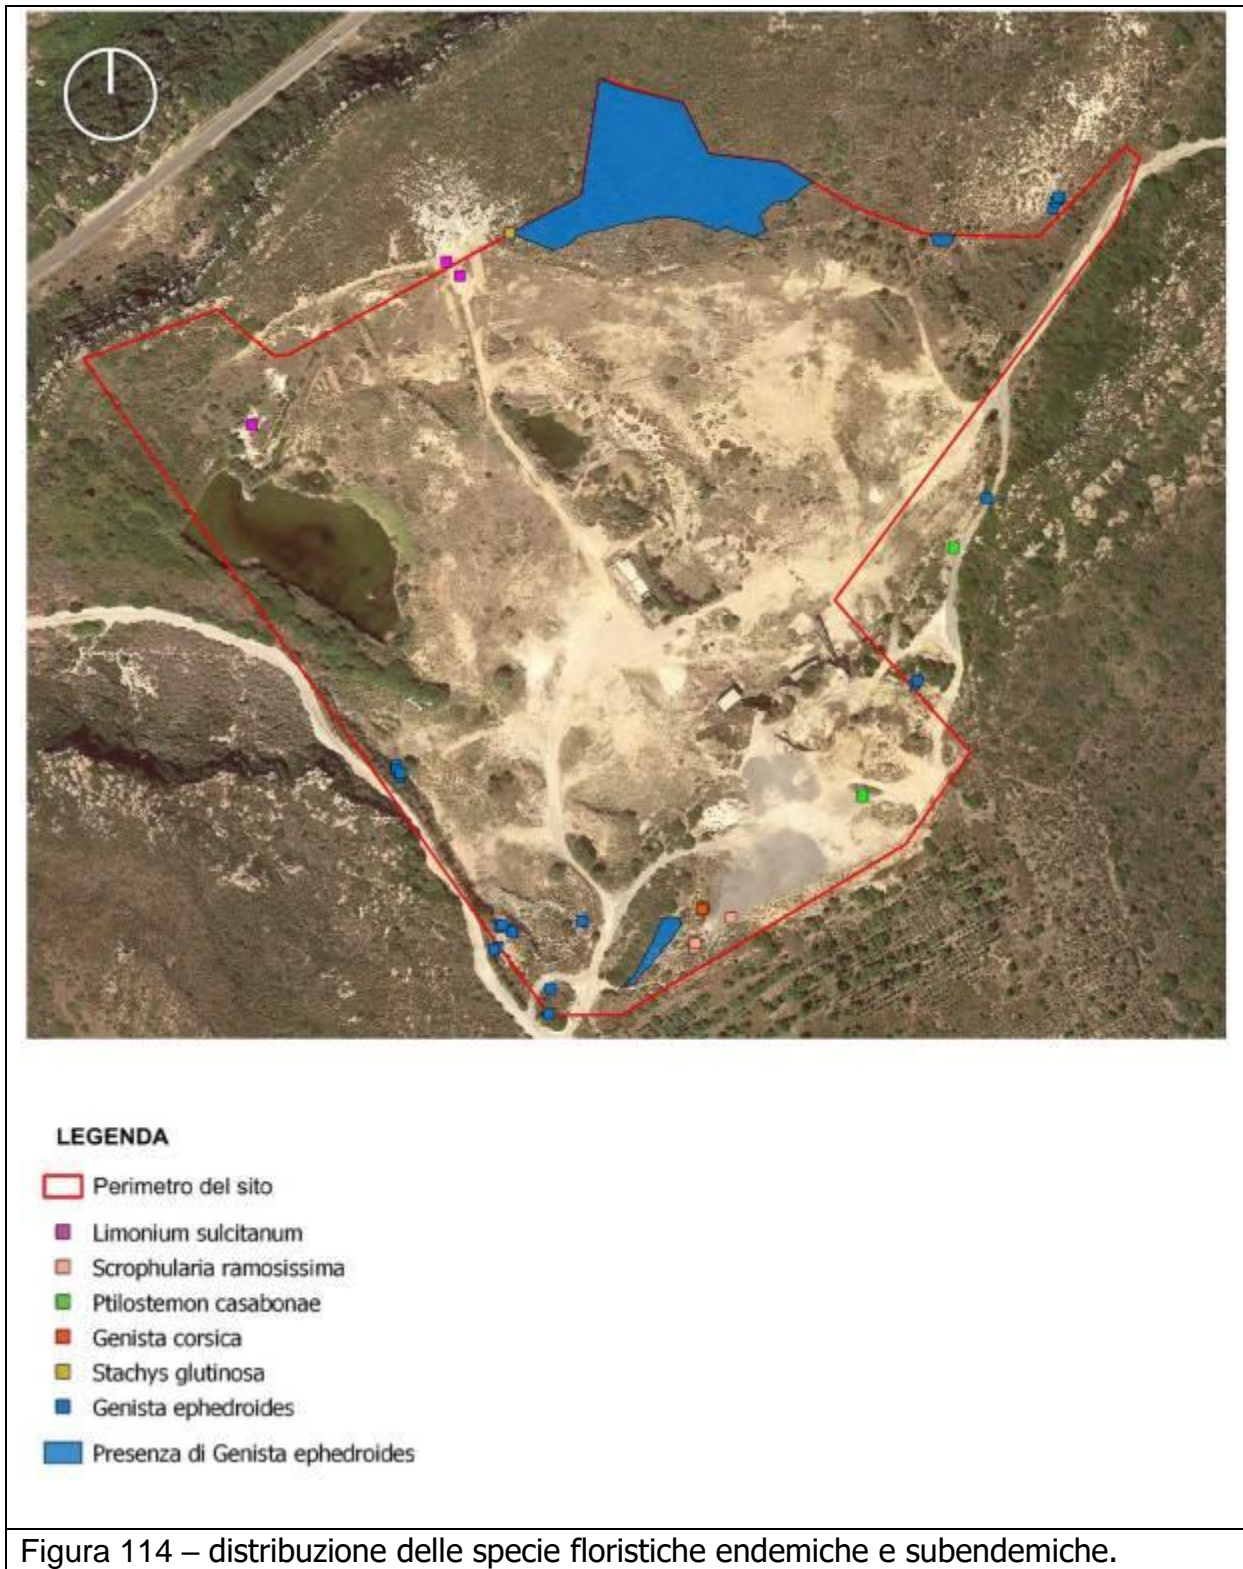 LEGENDA
Perimetro del sito
Limonium sulcitanum
Scrophularia ramosissima
Ptilostemon casabonae
Genista corsica
Stachys glutinosa
Genista ephedroides
Presenza di Genista ephedroides
Figura 114 – distribuzione delle specie floristiche endemiche e subendemiche.